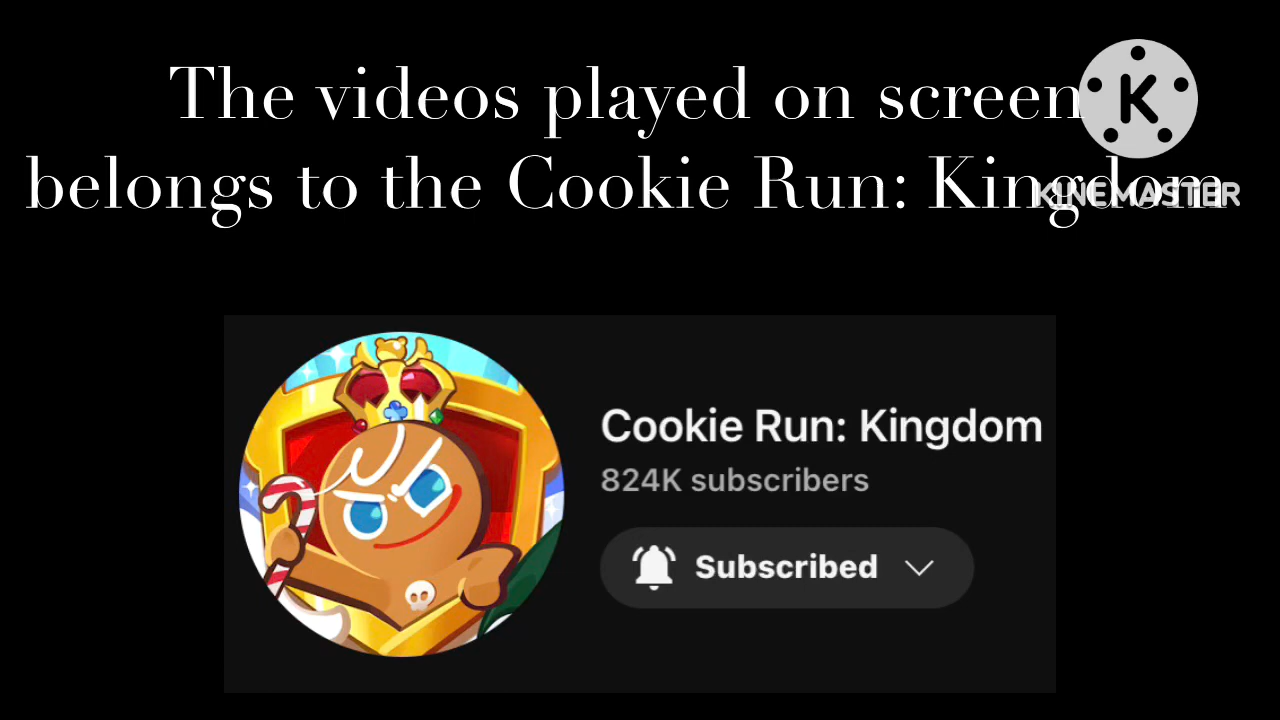 The videos played on screen
belongs to the Cookie Run: Kingdom
K
KINEMASTER
Cookie Run: Kingdom
824K subscribers
Subscribed